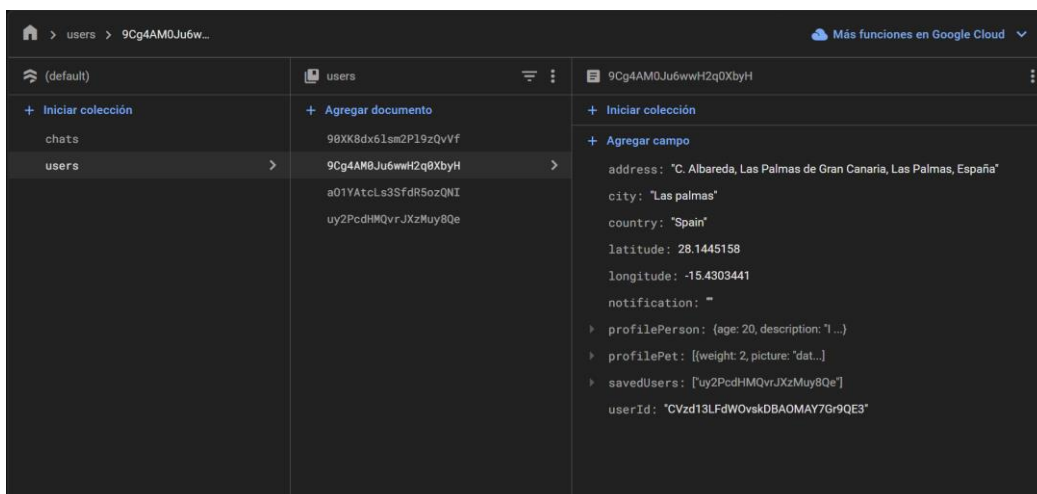 users > 9Cg4AM0Ju6w...
Más funciones en Google Cloud
(default)
users
9Cg4AM0Ju6wwH2q0XbyH
+ Iniciar colección
+ Agregar documento
+ Iniciar colección
chats
90XK8dx6lsm2Pl9zQvVf
+ Agregar campo
users
9Cg4AM0Ju6wwH2q0XbyH
address: "C. Albareda, Las Palmas de Gran Canaria, Las Palmas, España"
aO1YAtcLs3SfdR5ozQNI
city: "Las palmas"
uy2PcdHMQvrJXzMuy8Qe
country: "Spain"
latitude: 28.1445158
longitude: -15.4303441
notification: ""
profilePerson: {age: 20, description: "I ...}
profilePet: [{weight: 2, picture: "dat...]
savedUsers: ["uy2PcdHMQvrJXzMuy8Qe"]
userId: "CVzd13LFdWOvskDBAOMAY7Gr9QE3"